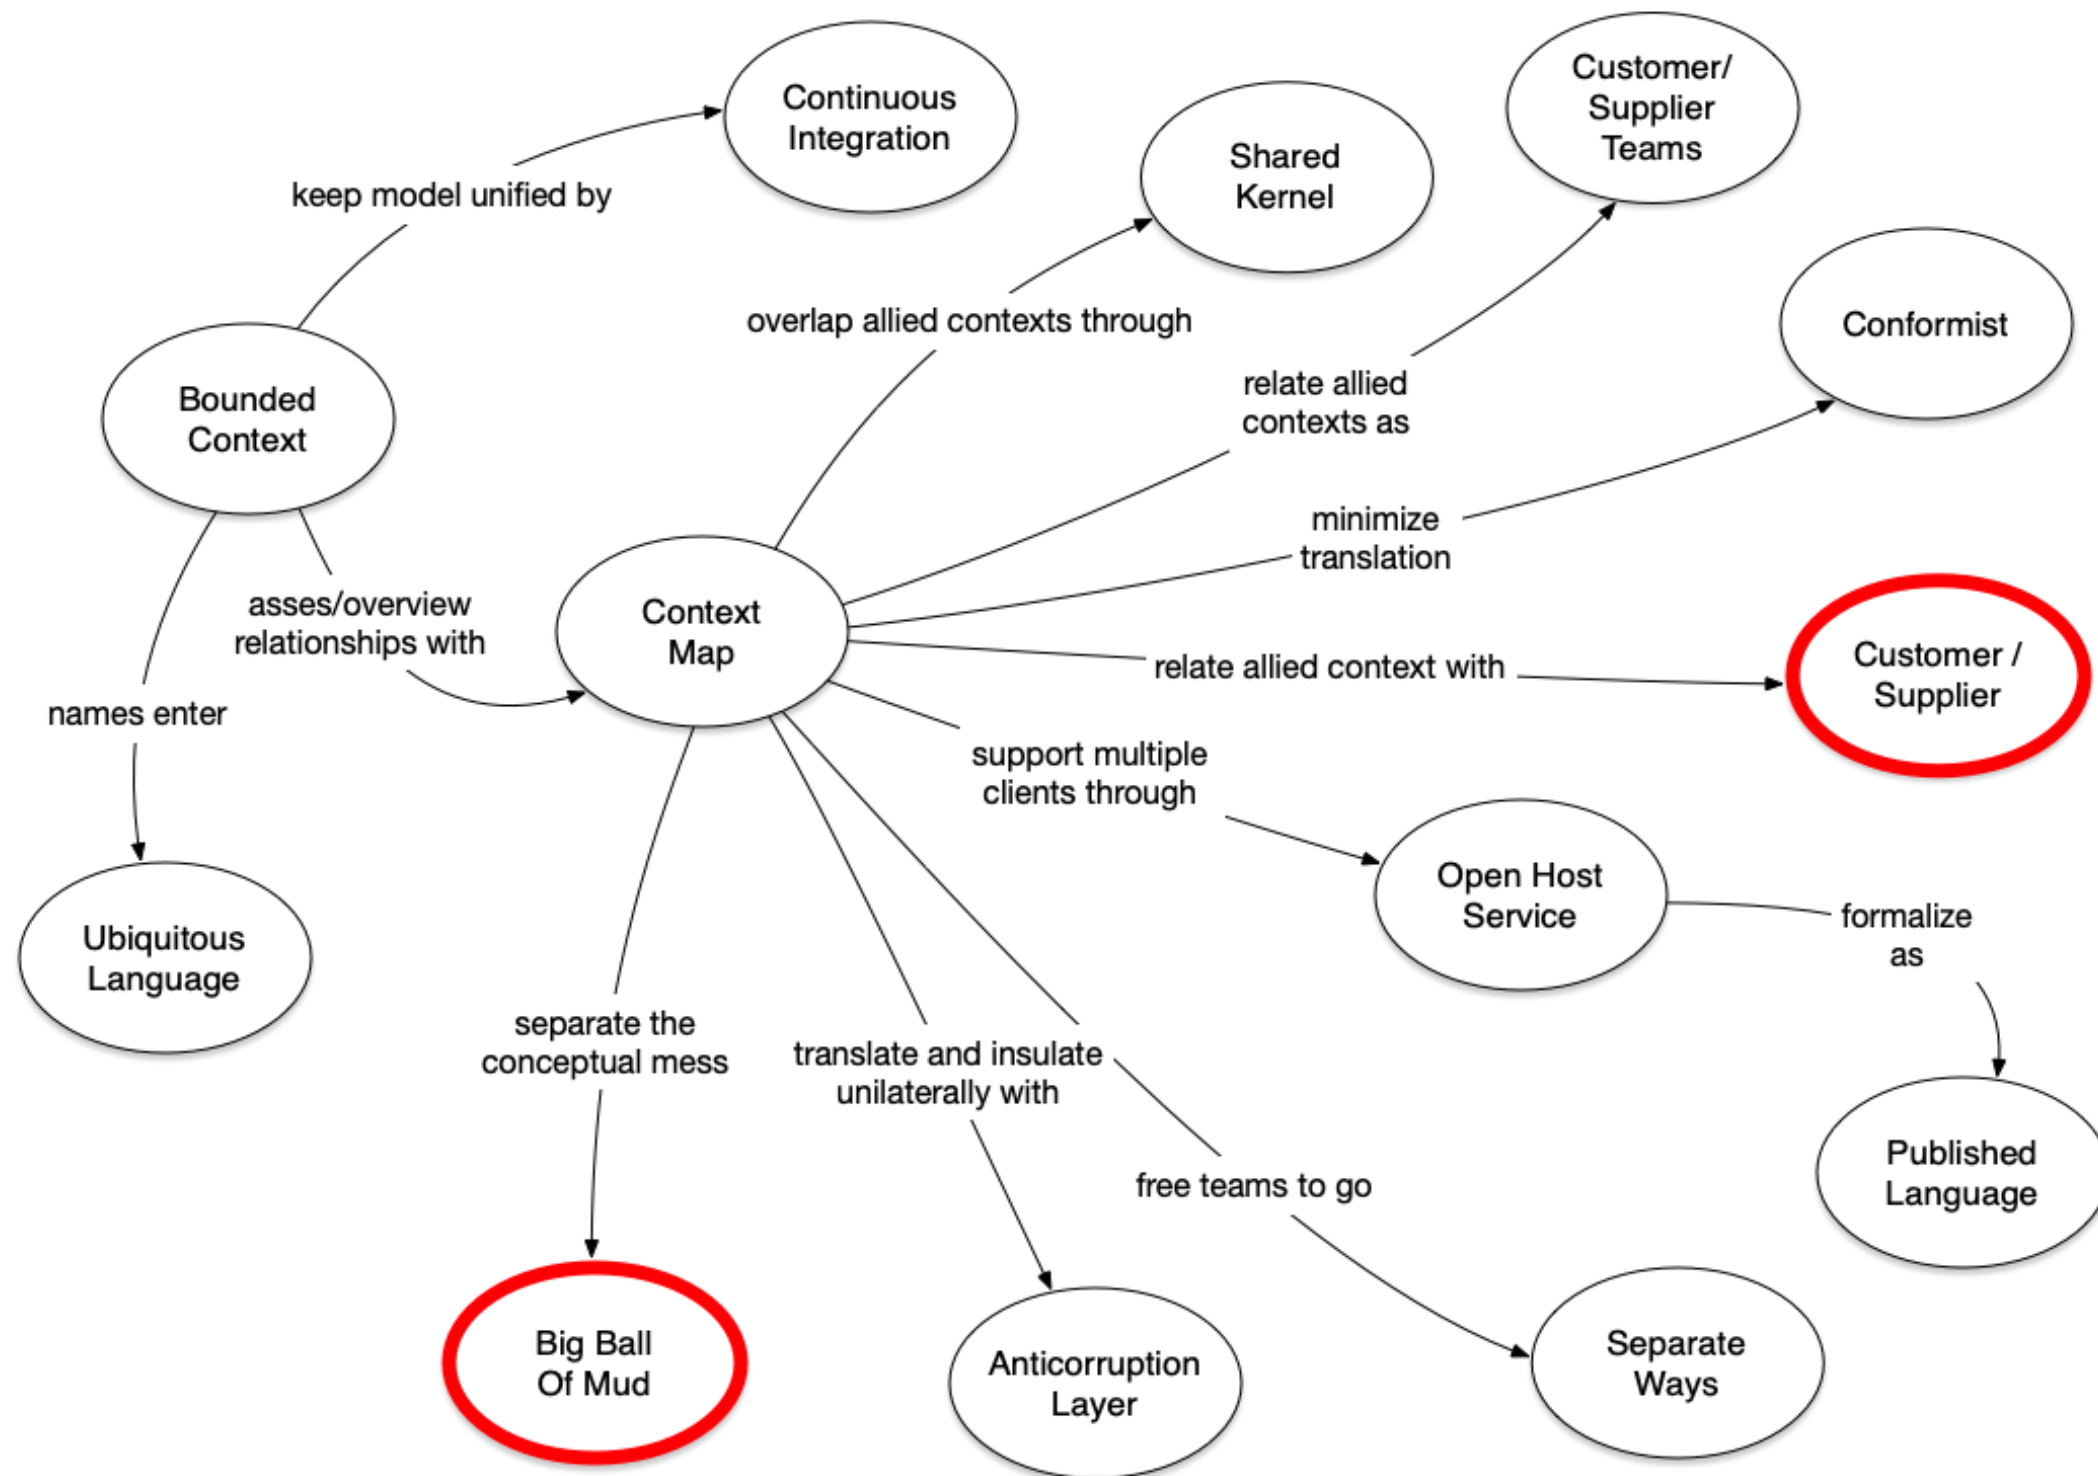 Continuous
Integration
Customer/
Supplier
Teams
Shared
Kernel
keep model unified by
overlap allied contexts through
Conformist
Bounded
Context
relate allied
contexts as
minimize
translation
asses/overview
relationships with
Context
Map
relate allied context with
Customer /
Supplier
names enter
support multiple
clients through
Open Host
Service
formalize
as
Ubiquitous
Language
separate the
conceptual mess
translate and insulate
unilaterally with
free teams to go
Published
Language
Big Ball
Of Mud
Anticorruption
Layer
Separate
Ways